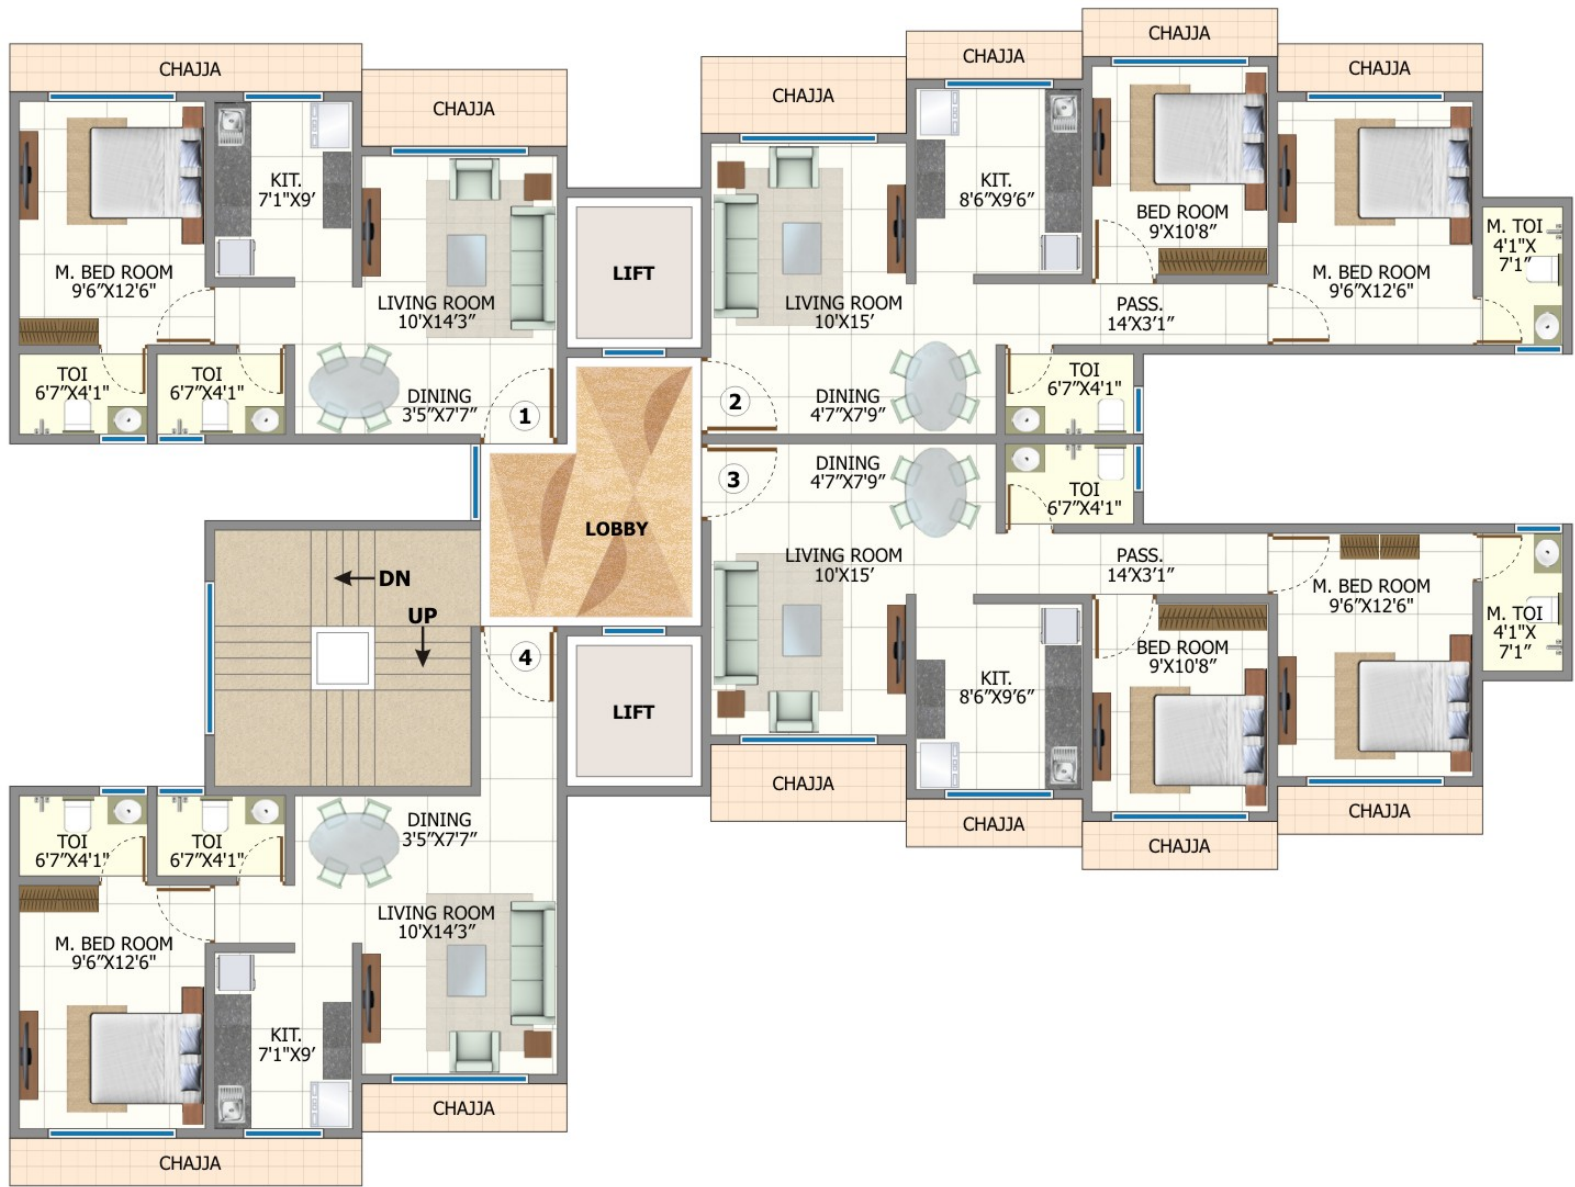 CHAJJA
CHAJJA
CHAJJA
CHAJJA
CHAJJA
CHAJJA
KIT.
7'1"X9'
M. BED ROOM
9'6"X12'6"
LIVING ROOM
10'X14'3"
TOI
6'7"X4'1"
TOI
6'7"X4'1"
DINING
3'5"X7'7"
1
LIFT
LIVING ROOM
10'X15'
KIT.
8'6"X9'6"
BED ROOM
9'X10'8"
M. BED ROOM
9'6"X12'6"
M. TOI
4'1"X
7'1"
PASS.
14'X3'1"
2
DINING
4'7"X7'9"
TOI
6'7"X4'1"
3
DINING
4'7"X7'9"
TOI
6'7"X4'1"
LOBBY
LIVING ROOM
10'X15'
PASS.
14'X3'1"
M. BED ROOM
9'6"X12'6"
M. TOI
4'1"X
7'1"
BED ROOM
9'X10'8"
KIT.
8'6"X9'6"
DN
UP
4
LIFT
CHAJJA
CHAJJA
CHAJJA
CHAJJA
TOI
6'7"X4'1"
TOI
6'7"X4'1"
DINING
3'5"X7'7"
LIVING ROOM
10'X14'3"
M. BED ROOM
9'6"X12'6"
KIT.
7'1"X9'
CHAJJA
CHAJJA